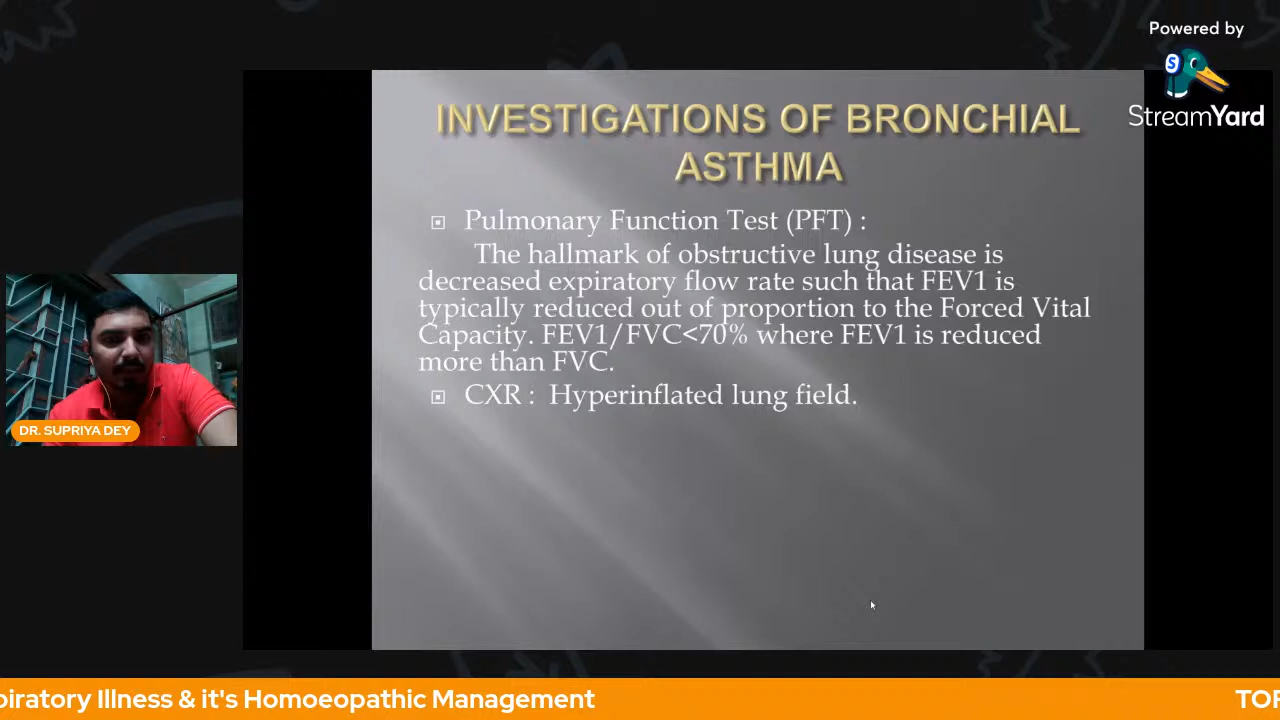 Powered by
StreamYard
INVESTIGATIONS OF BRONCHIAL
ASTHMA
Pulmonary Function Test (PFT) :
The hallmark of obstructive lung disease is
decreased expiratory flow rate such that FEV1 is
typically reduced out of proportion to the Forced Vital
Capacity. FEV1/FVC<70% where FEV1 is reduced
more than FVC.
CXR : Hyperinflated lung field.
DR. SUPRIYA DEY
piratory Illness & it's Homoeopathic Management